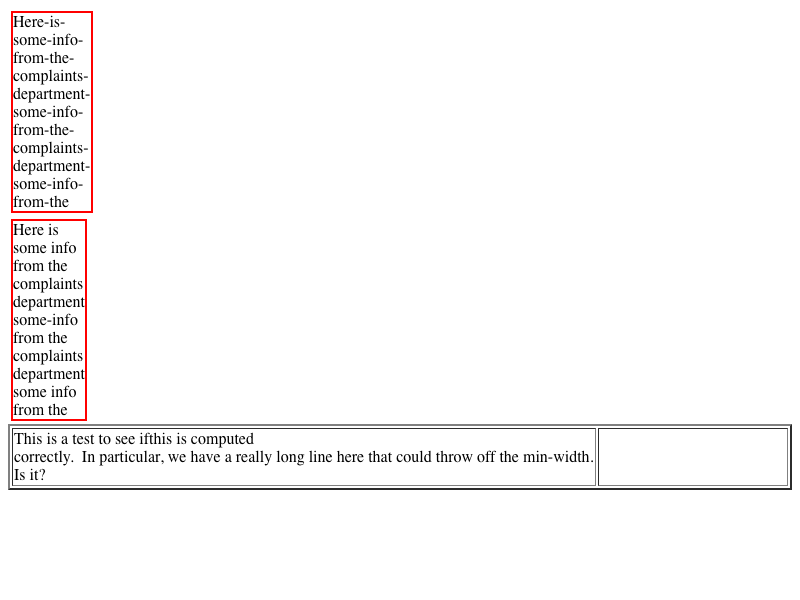 Here-is-
some-info-
from-the-
complaints-
department-
some-info-
from-the-
complaints-
department-
some-info-
from-the
Here is
some info
from the
complaints
department
some-info
from the
complaints
department
some info
from the
This is a test to see ifthis is computed
correctly.  In particular, we have a really long line here that could throw off the min-width.
Is it?